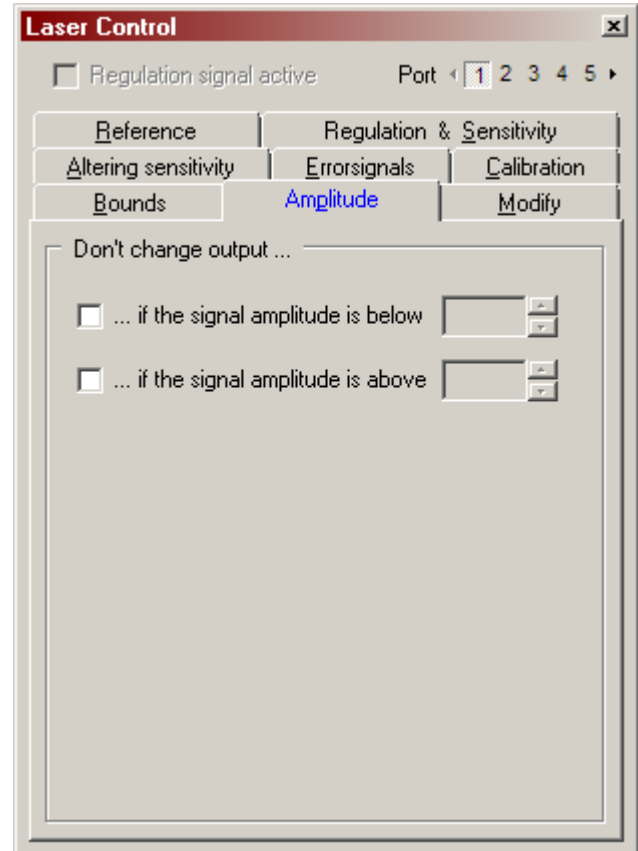 Laser Control
Regulation signal active Port 1 2 3 4 5
Reference Regulation & Sensitivity
Altering sensitivity Errorsignals Calibration
Bounds Amplitude Modify
Don't change output ...
... if the signal amplitude is below
... if the signal amplitude is above